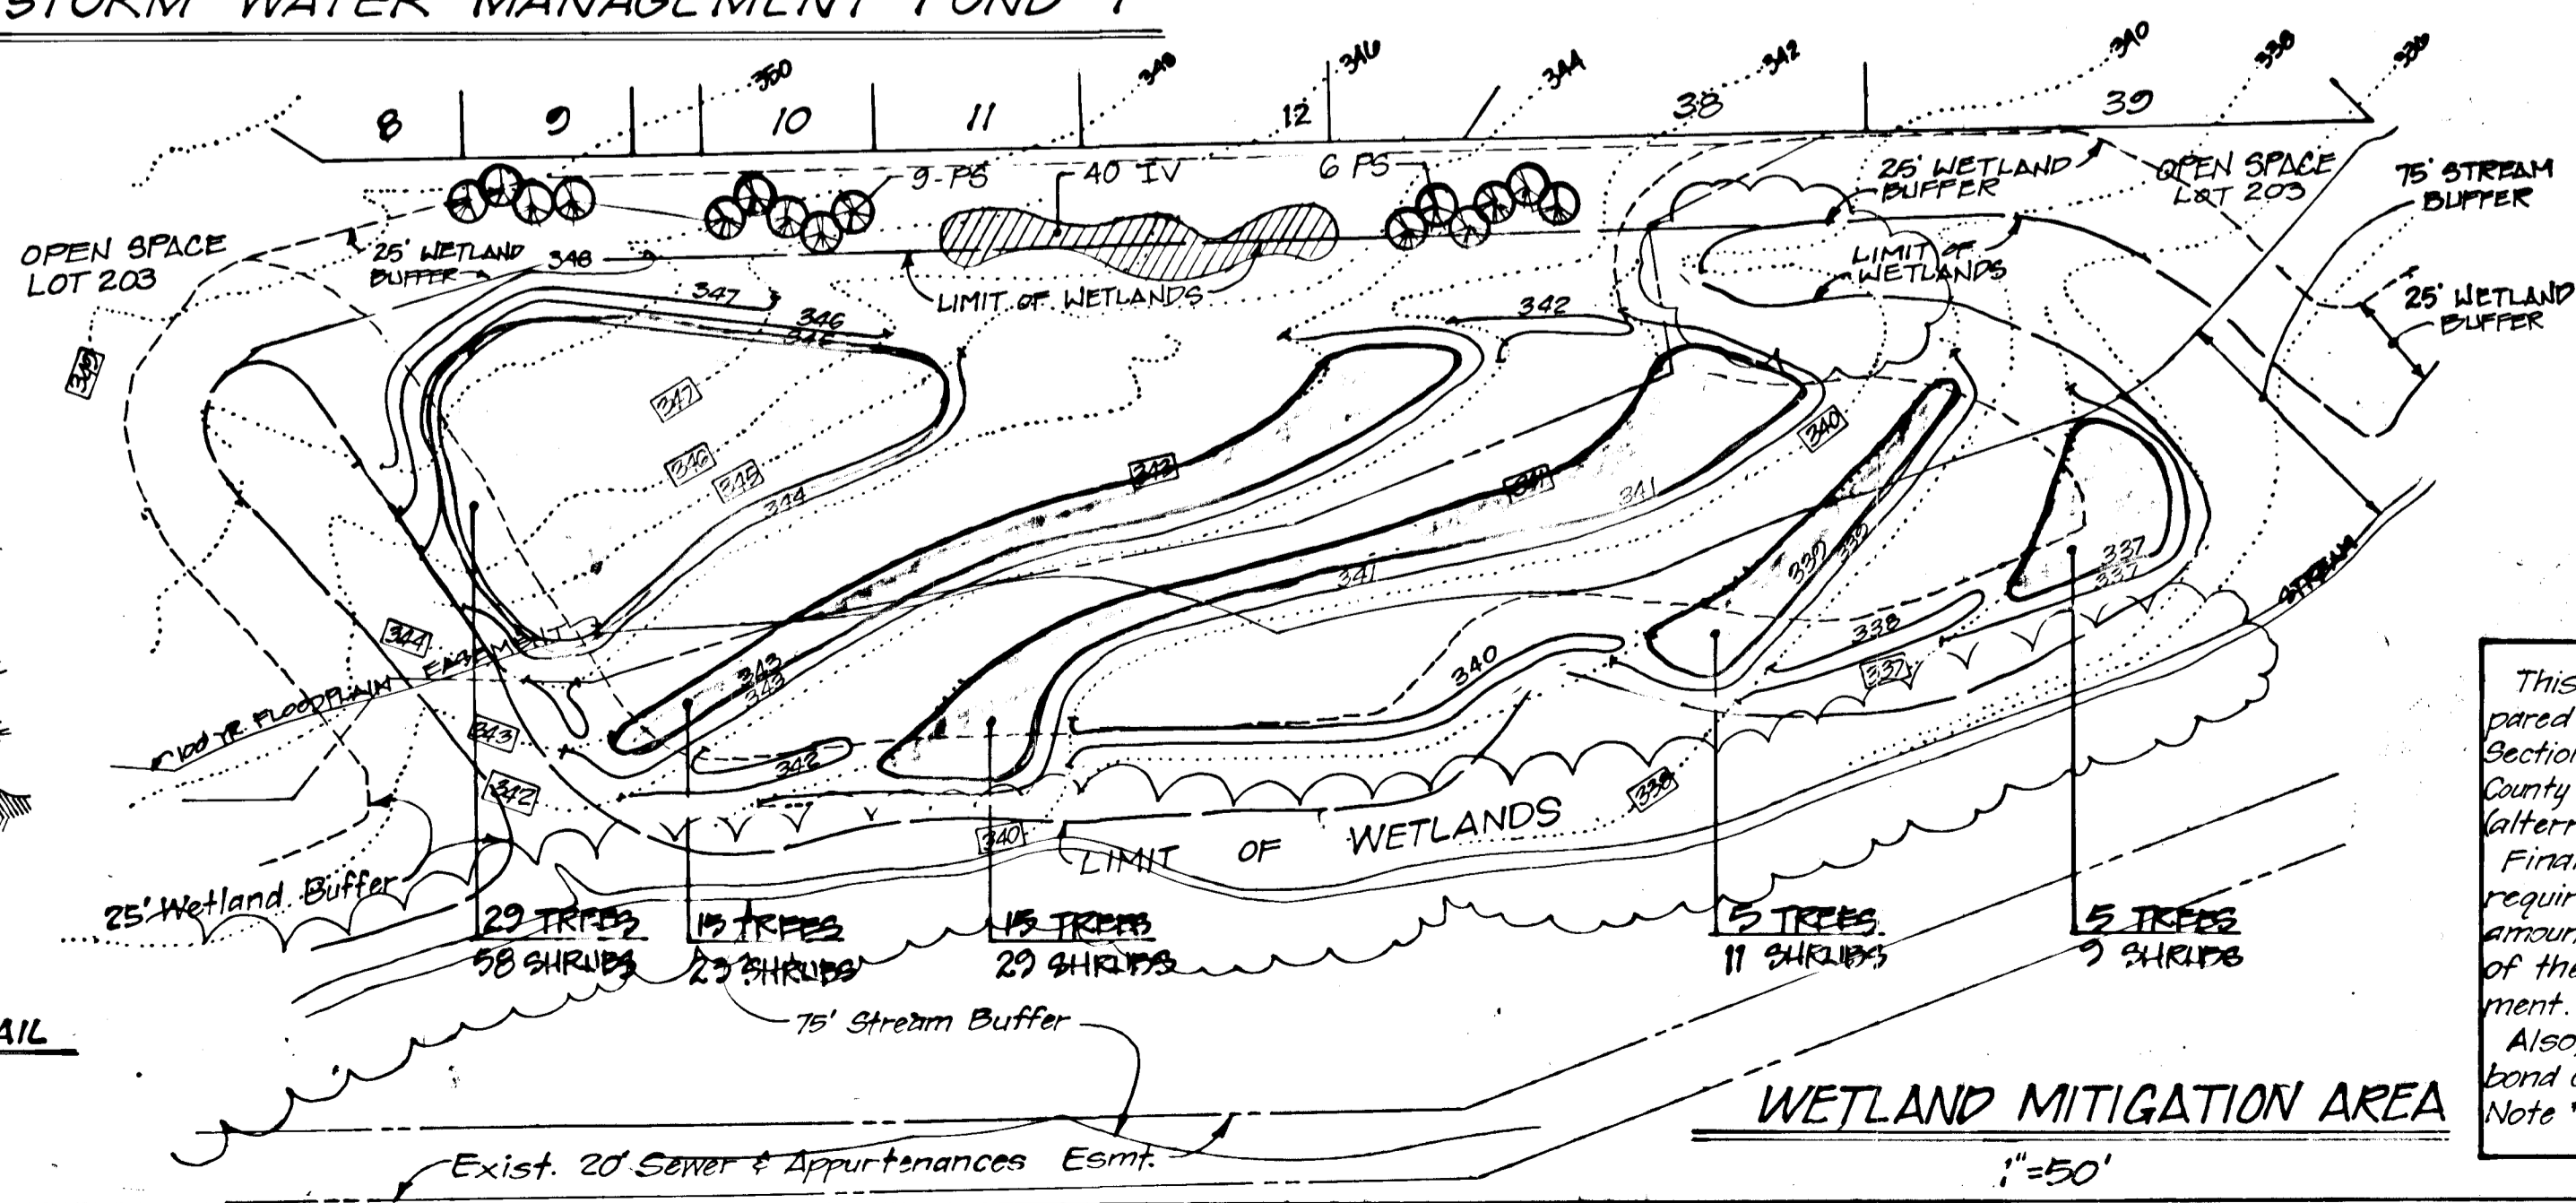 STORM WATER MANAGEMENT POND 1
350
348
346
344
342
340
338
336
8
9
10
11
12
38
39
9-PS
40 IV
6 PS
25' WETLAND
BUFFER
OPEN SPACE
LOT 203
75' STREAM
BUFFER
OPEN SPACE
LOT 203
25' WETLAND
BUFFER
348
LIMIT OF WETLANDS
LIMIT OF
WETLANDS
25' WETLAND
BUFFER
349
347
346
342
347
346
345
344
343
341
341
340
341
339
339
337
337
STREAM
344
100 YR. FLOODPLAIN EASEMENT
343
343
340
338
337
343
342
342
338
340
LIMIT OF WETLANDS
25' Wetland Buffer
29 TREES
58 SHRUBS
15 TREES
23 SHRUBS
15 TREES
29 SHRUBS
5 TREES
11 SHRUBS
5 TREES
9 SHRUBS
75' Stream Buffer
AIL
Exist. 20' Sewer & Appurtenances Esmt.
WETLAND MITIGATION AREA
1"=50'
This
pared
Section
County
(altern
Finan
requir
amoun
of the
ment.
Also,
bond
Note